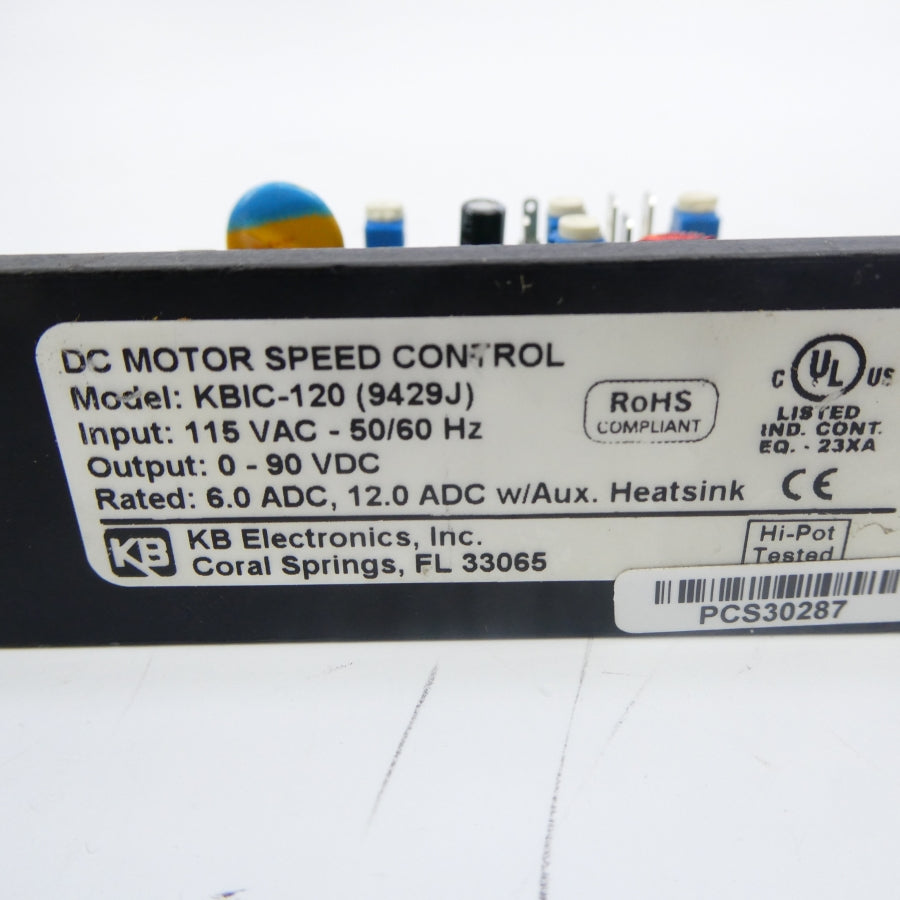 DC MOTOR SPEED CONTROL
Model: KBIC-120 (9429J)
Input: 115 VAC - 50/60 Hz
Output: 0 - 90 VDC
Rated: 6.0 ADC, 12.0 ADC w/Aux. Heatsink
RoHS
COMPLIANT
C UL US
LISTED
IND. CONT.
EQ. - 23XA
CE
KB
KB Electronics, Inc.
Coral Springs, FL 33065
Hi-Pot
Tested
PCS30287